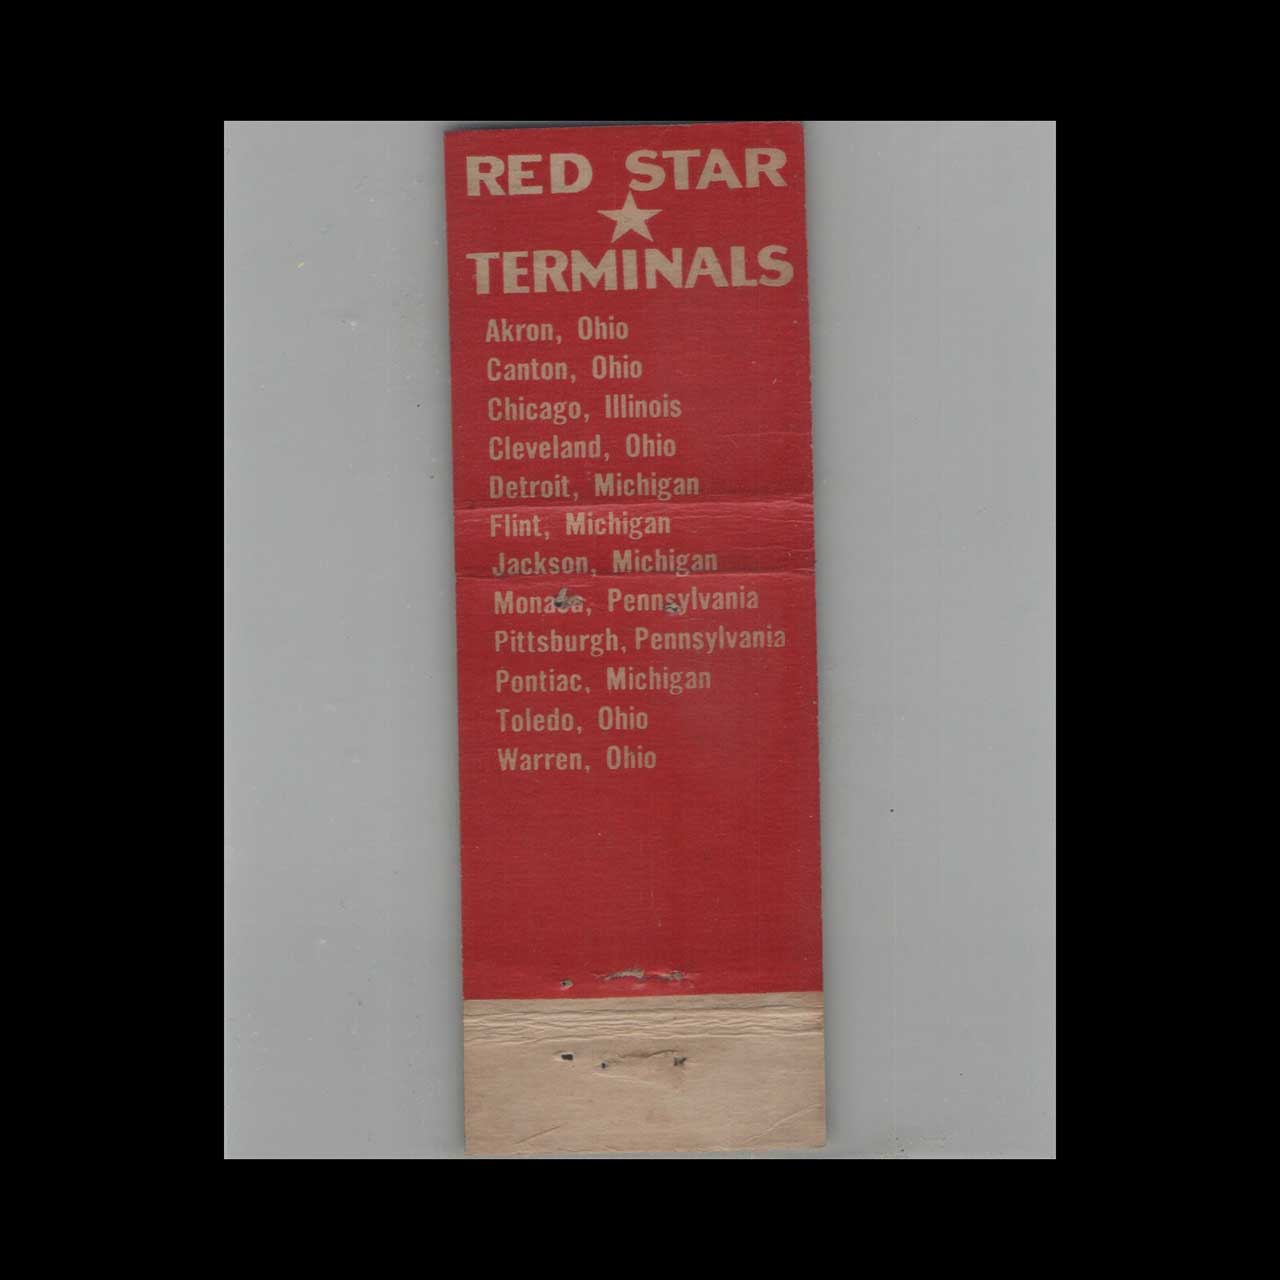 RED STAR
TERMINALS
Akron, Ohio
Canton, Ohio
Chicago, Illinois
Cleveland, Ohio
Detroit, Michigan
Flint, Michigan
Jackson, Michigan
Monaca, Pennsylvania
Pittsburgh, Pennsylvania
Pontiac, Michigan
Toledo, Ohio
Warren, Ohio